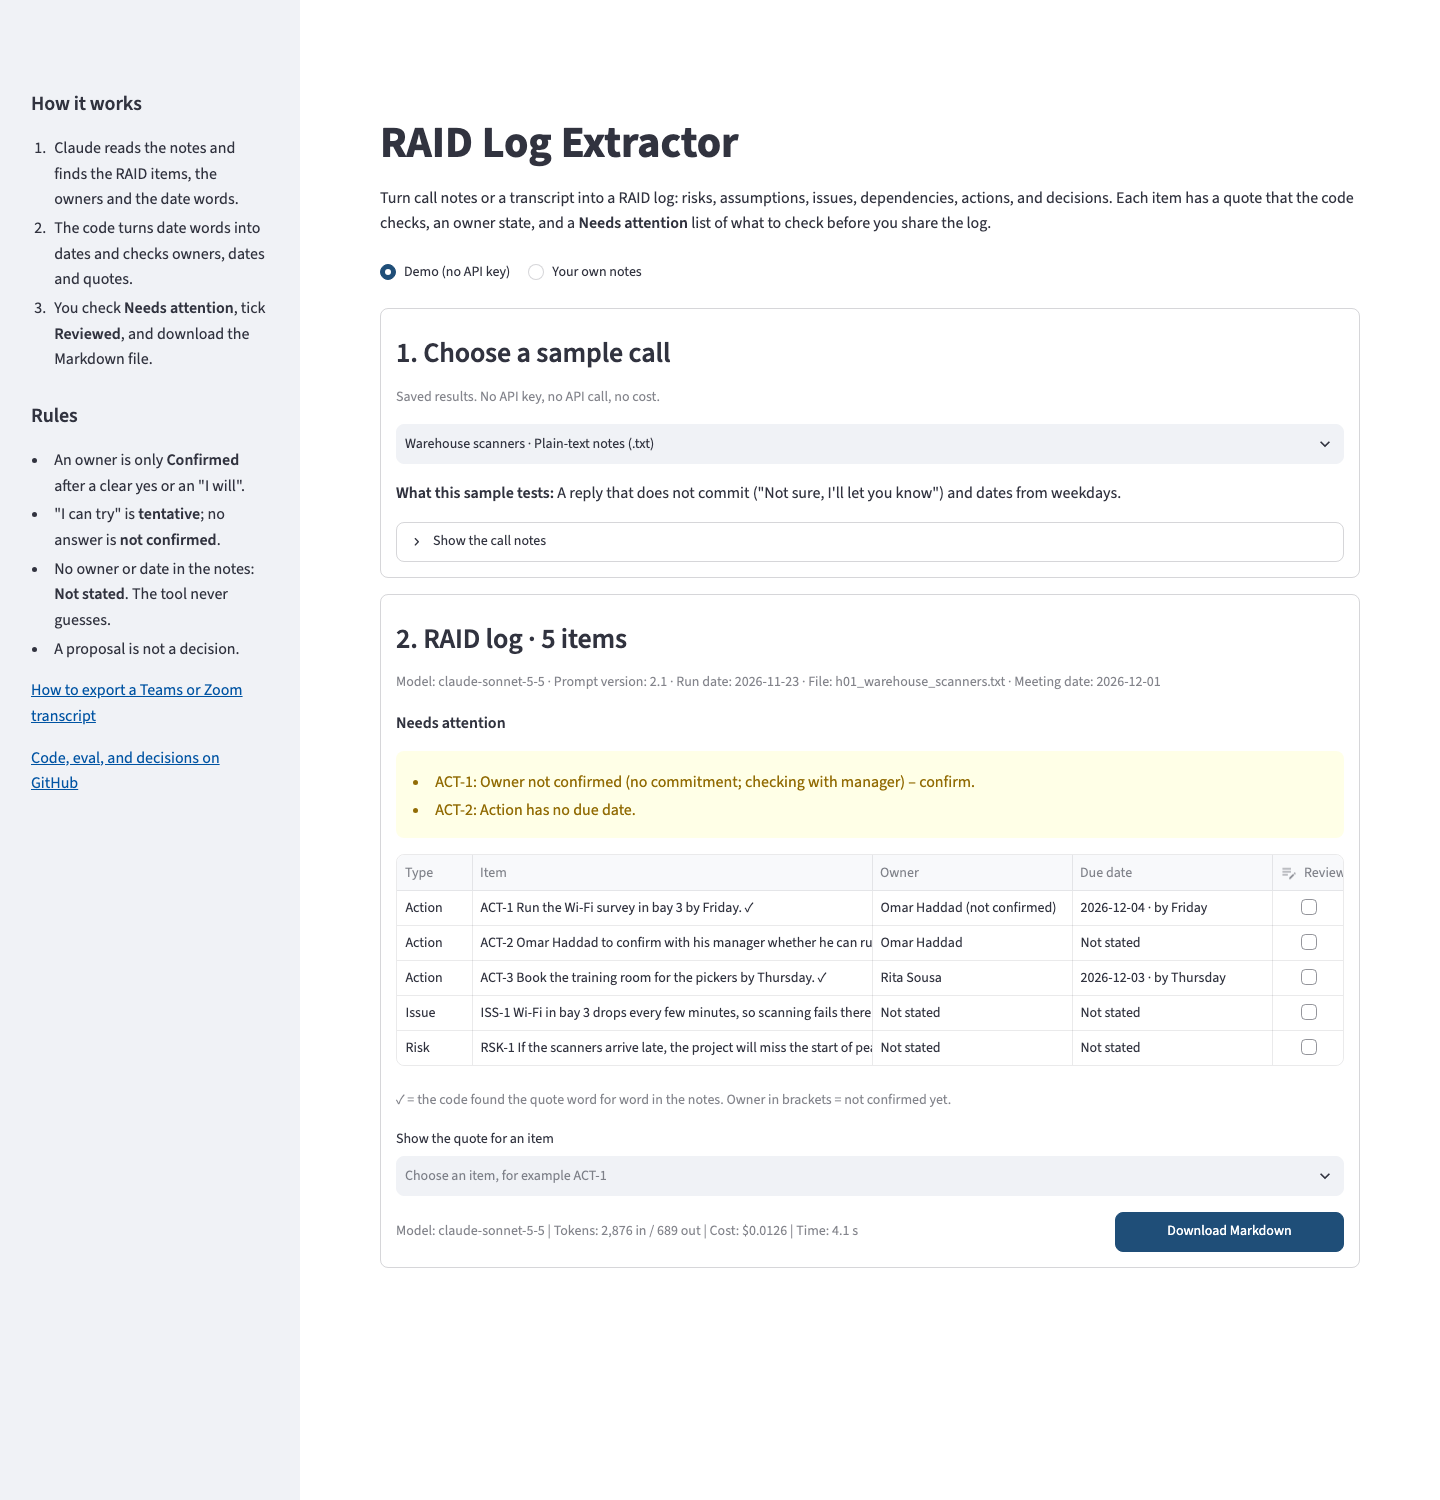 How it works
1. Claude reads the notes and
finds the RAID items, the
owners and the date words.
2. The code turns date words into
dates and checks owners, dates
and quotes.
3. You check Needs attention, tick
Reviewed, and download the
Markdown file.
Rules
• An owner is only Confirmed
after a clear yes or an "I will".
• "I can try" is tentative; no
answer is not confirmed.
• No owner or date in the notes:
Not stated. The tool never
guesses.
• A proposal is not a decision.
How to export a Teams or Zoom
transcript
Code, eval, and decisions on
GitHub
RAID Log Extractor
Turn call notes or a transcript into a RAID log: risks, assumptions, issues, dependencies, actions, and decisions. Each item has a quote that the code
checks, an owner state, and a Needs attention list of what to check before you share the log.
Demo (no API key) Your own notes
1. Choose a sample call
Saved results. No API key, no API call, no cost.
Warehouse scanners · Plain-text notes (.txt)
What this sample tests: A reply that does not commit ("Not sure, I'll let you know") and dates from weekdays.
Show the call notes
2. RAID log · 5 items
Model: claude-sonnet-5-5 · Prompt version: 2.1 · Run date: 2026-11-23 · File: h01_warehouse_scanners.txt · Meeting date: 2026-12-01
Needs attention
• ACT-1: Owner not confirmed (no commitment; checking with manager) – confirm.
• ACT-2: Action has no due date.
Type Item Owner Due date Review
Action ACT-1 Run the Wi-Fi survey in bay 3 by Friday. ✓ Omar Haddad (not confirmed) 2026-12-04 · by Friday
Action ACT-2 Omar Haddad to confirm with his manager whether he can ru Omar Haddad Not stated
Action ACT-3 Book the training room for the pickers by Thursday. ✓ Rita Sousa 2026-12-03 · by Thursday
Issue ISS-1 Wi-Fi in bay 3 drops every few minutes, so scanning fails there Not stated Not stated
Risk RSK-1 If the scanners arrive late, the project will miss the start of pea Not stated Not stated
✓ = the code found the quote word for word in the notes. Owner in brackets = not confirmed yet.
Show the quote for an item
Choose an item, for example ACT-1
Model: claude-sonnet-5-5 | Tokens: 2,876 in / 689 out | Cost: $0.0126 | Time: 4.1 s
Download Markdown